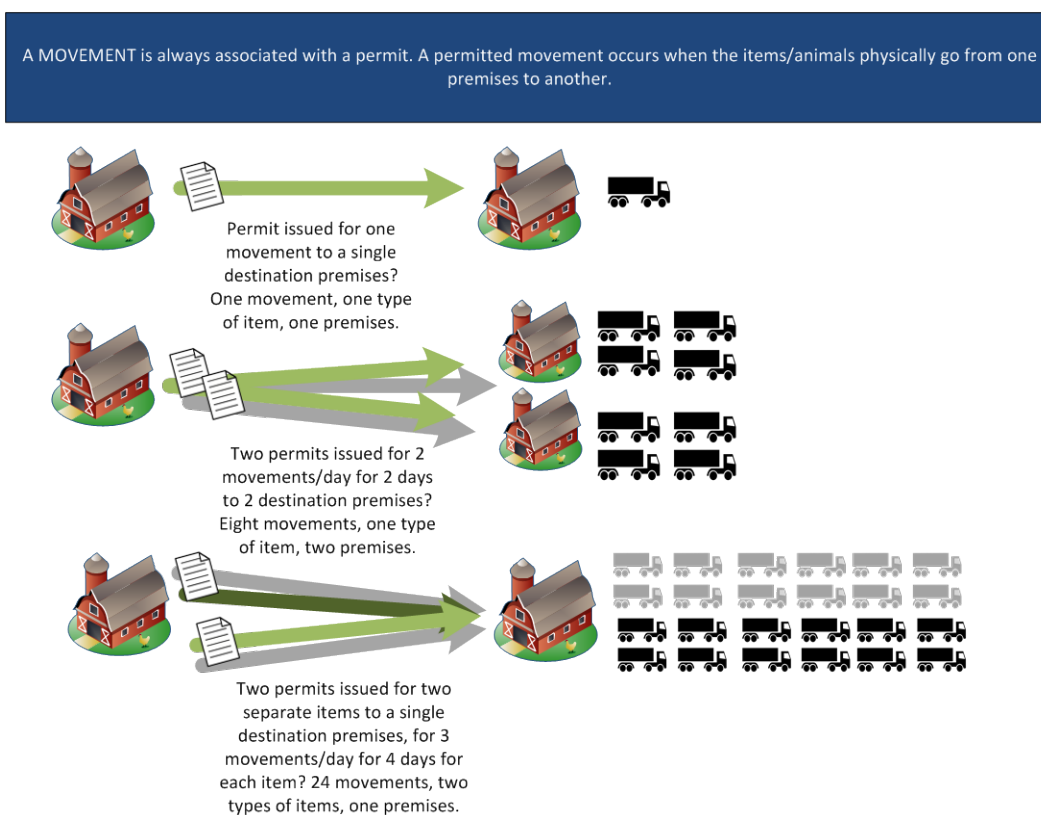 A MOVEMENT is always associated with a permit. A permitted movement occurs when the items/animals physically go from one
premises to another.
Permit issued for one
movement to a single
destination premises?
One movement, one type
of item, one premises.
Two permits issued for 2
movements/day for 2 days
to 2 destination premises?
Eight movements, one type
of item, two premises.
Two permits issued for two
separate items to a single
destination premises, for 3
movements/day for 4 days for
each item? 24 movements, two
types of items, one premises.